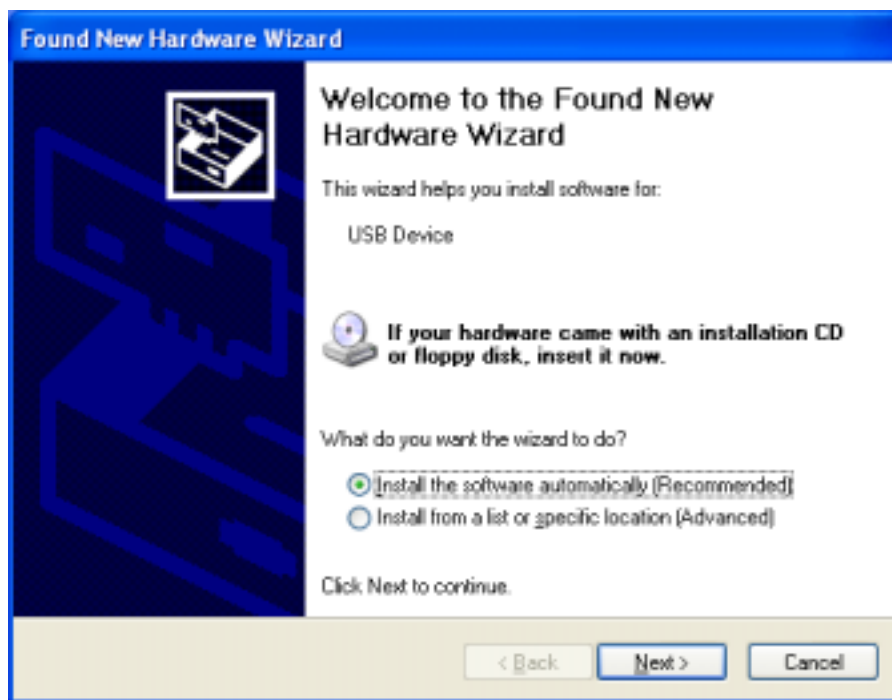 Found New Hardware Wizard
Welcome to the Found New
Hardware Wizard
This wizard helps you install software for:
USB Device
If your hardware came with an installation CD
or floppy disk, insert it now.
What do you want the wizard to do?
Install the software automatically (Recommended)
Install from a list or specific location (Advanced)
Click Next to continue.
< Back Next > Cancel